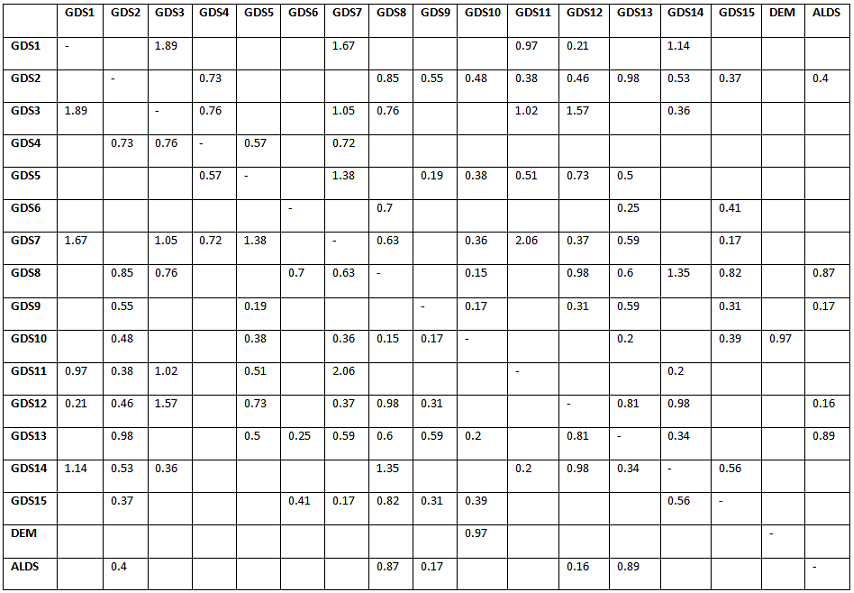 GDS1 GDS2 GDS3 GDS4 GDS5 GDS6 GDS7 GDS8 GDS9 GDS10 GDS11 GDS12 GDS13 GDS14 GDS15 DEM ALDS
GDS1 - 1.89 1.67 0.97 0.21 1.14
GDS2 - 0.73 0.85 0.55 0.48 0.38 0.46 0.98 0.53 0.37 0.4
GDS3 1.89 - 0.76 1.05 0.76 1.02 1.57 0.36
GDS4 0.73 0.76 - 0.57 0.72
GDS5 0.57 - 1.38 0.19 0.38 0.51 0.73 0.5
GDS6 - 0.7 0.25 0.41
GDS7 1.67 1.05 0.72 1.38 - 0.63 0.36 2.06 0.37 0.59 0.17
GDS8 0.85 0.76 0.7 0.63 - 0.15 0.98 0.6 1.35 0.82 0.87
GDS9 0.55 0.19 - 0.17 0.31 0.59 0.31 0.17
GDS10 0.48 0.38 0.36 0.15 0.17 - 0.2 0.39 0.97
GDS11 0.97 0.38 1.02 0.51 2.06 - 0.2
GDS12 0.21 0.46 1.57 0.73 0.37 0.98 0.31 - 0.81 0.98 0.16
GDS13 0.98 0.5 0.25 0.59 0.6 0.59 0.2 0.81 - 0.34 0.89
GDS14 1.14 0.53 0.36 1.35 0.2 0.98 0.34 - 0.56
GDS15 0.37 0.41 0.17 0.82 0.31 0.39 0.56 -
DEM 0.97 -
ALDS 0.4 0.87 0.17 0.16 0.89 -